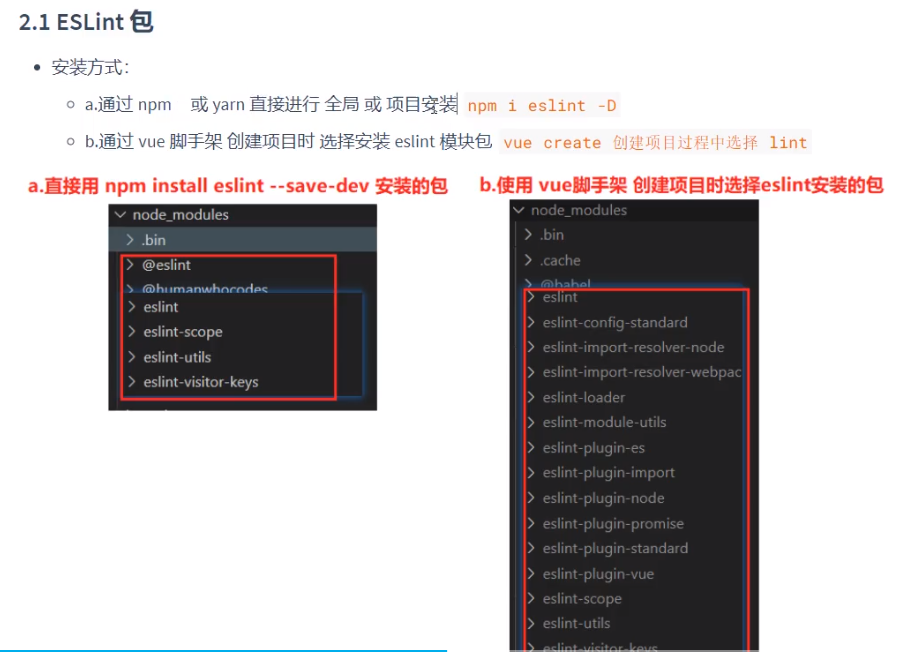 2.1 ESLint 包
安装方式：
a.通过 npm 或 yarn 直接进行 全局 或 项目安装 npm i eslint -D
b.通过 vue 脚手架 创建项目时 选择安装 eslint 模块包 vue create 创建项目过程中选择 lint
a.直接用 npm install eslint --save-dev 安装的包
node_modules
.bin
@eslint
@humanwhocodes
eslint
eslint-scope
eslint-utils
eslint-visitor-keys
b.使用 vue脚手架 创建项目时选择eslint安装的包
node_modules
.bin
.cache
@babel
eslint
eslint-config-standard
eslint-import-resolver-node
eslint-import-resolver-webpac
eslint-loader
eslint-module-utils
eslint-plugin-es
eslint-plugin-import
eslint-plugin-node
eslint-plugin-promise
eslint-plugin-standard
eslint-plugin-vue
eslint-scope
eslint-utils
eslint-visitor-keys